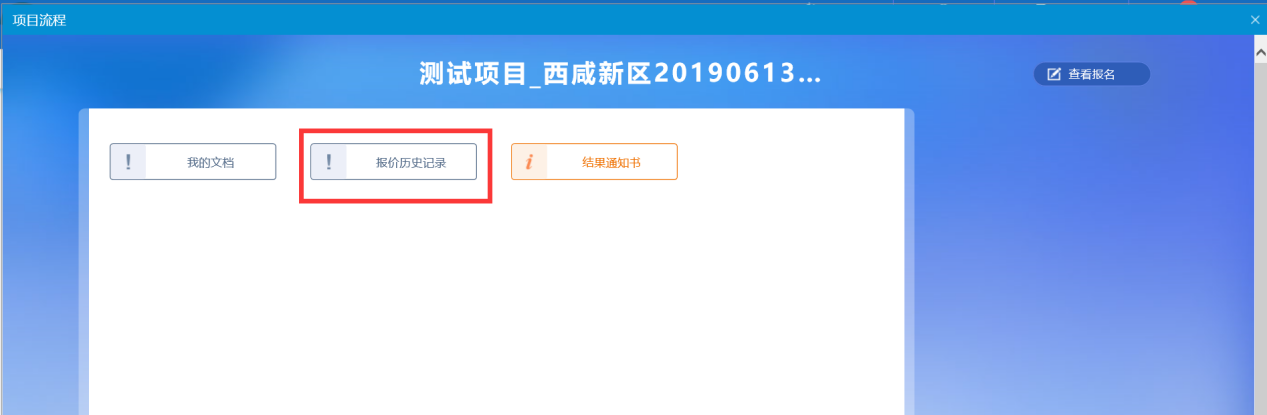 项目流程
测试项目_西咸新区20190613...
查看报名
我的文档
报价历史记录
结果通知书